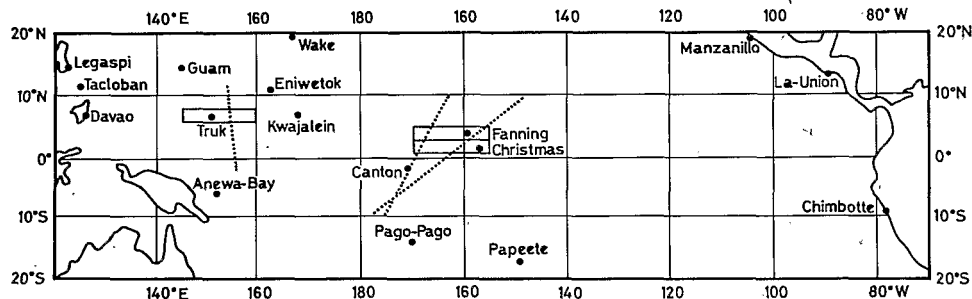 140°E 160 180 160 140 120 100 80°W
20°N 20°N
Wake
Manzanillo
Legaspi
Guam
La-Union
Tacloban
Eniwetok
10°N 10°N
Davao
Truk
Kwajalein
Fanning
Christmas
0° 0°
Canton
Anewa-Bay
Chimbotte
10°S 10°S
Pago-Pago
Papeete
20°S 20°S
140°E 160 180 160 140 120 100 80°W